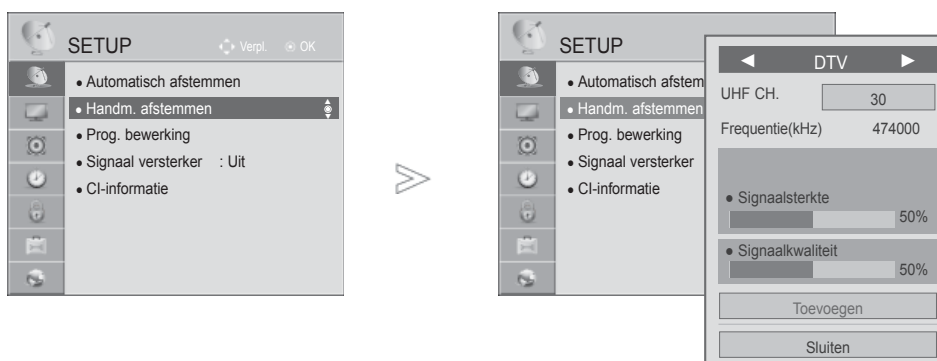 SETUP
Verpl. OK
• Automatisch afstemmen
• Handm. afstemmen
• Prog. bewerking
• Signaal versterker : Uit
• CI-informatie
SETUP
• Automatisch afstem
• Handm. afstemmen
• Prog. bewerking
• Signaal versterker
• CI-informatie
◄ DTV ►
UHF CH. 30
Frequentie(kHz) 474000
• Signaalsterkte
50%
• Signaalkwaliteit
50%
Toevoegen
Sluiten